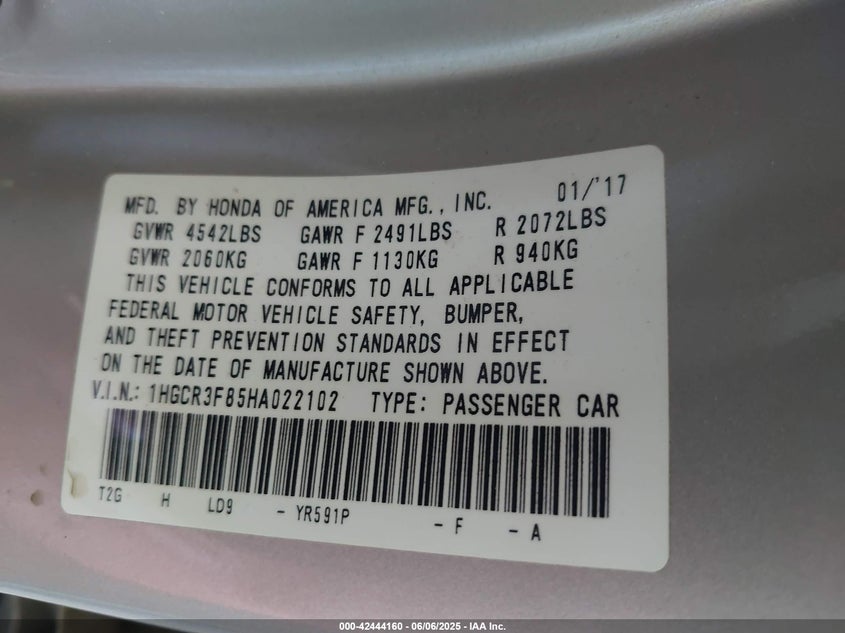 MFD. BY HONDA OF AMERICA MFG., INC. 01/'17
GVWR 4542LBS GAWR F 2491LBS R 2072LBS
GVWR 2060KG GAWR F 1130KG R 940KG
THIS VEHICLE CONFORMS TO ALL APPLICABLE
FEDERAL MOTOR VEHICLE SAFETY, BUMPER,
AND THEFT PREVENTION STANDARDS IN EFFECT
ON THE DATE OF MANUFACTURE SHOWN ABOVE.
V.I.N.: 1HGCR3F85HA022102 TYPE: PASSENGER CAR
T2G H LD9 - YR591P - F - A
000-42444160 - 06/06/2025 - IAA Inc.